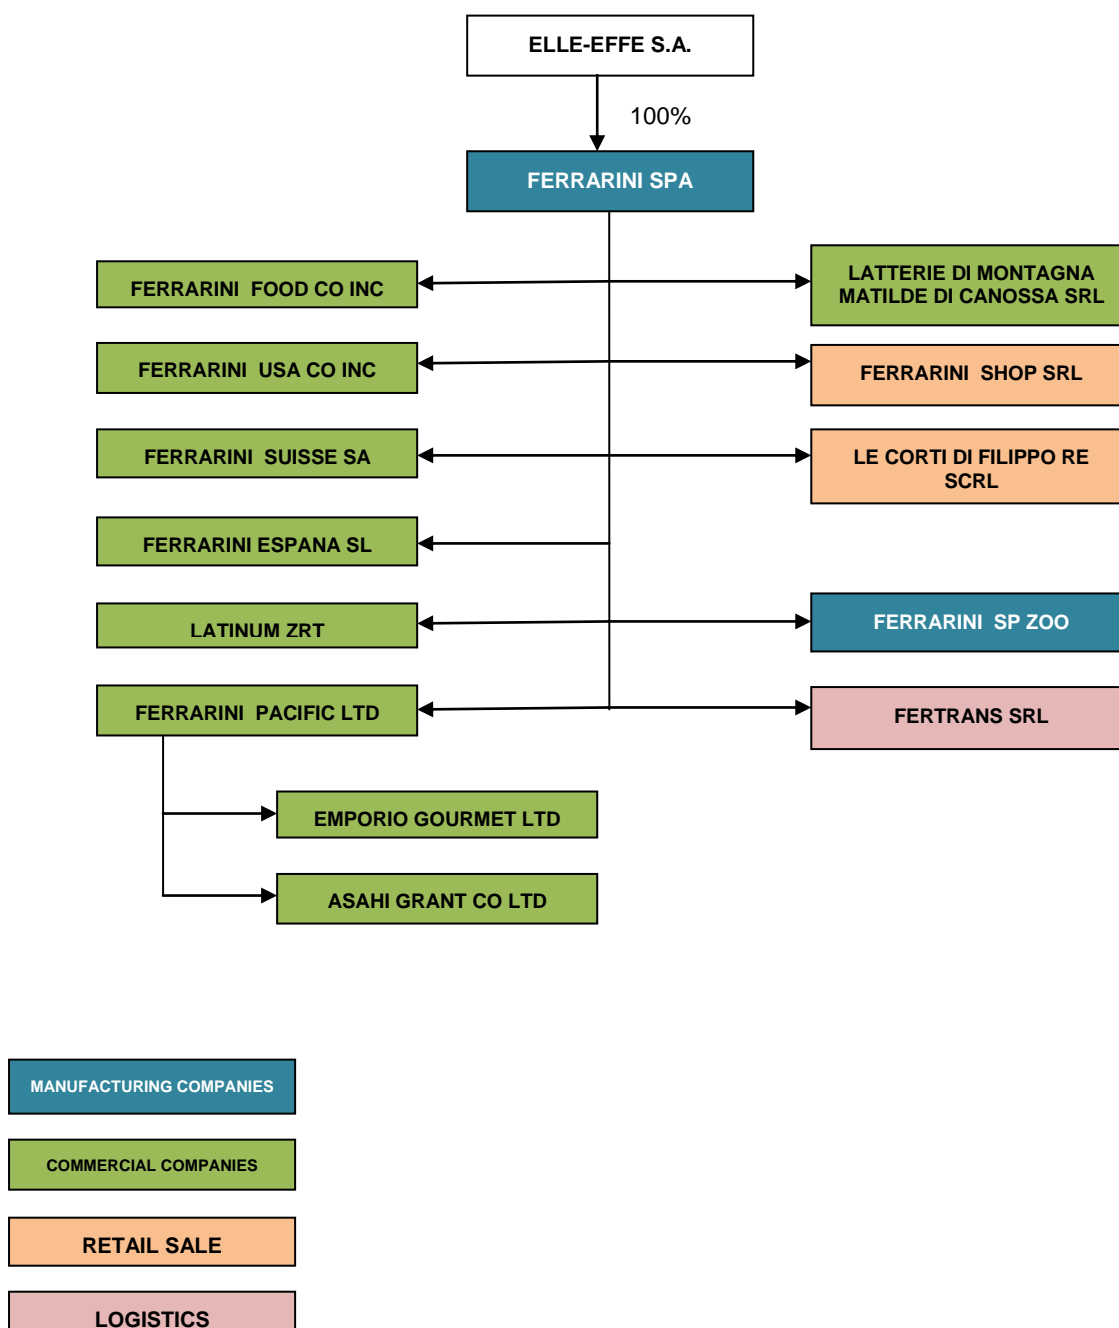 ELLE-EFFE S.A.
100%
FERRARINI SPA
FERRARINI FOOD CO INC
LATTERIE DI MONTAGNA
MATILDE DI CANOSSA SRL
FERRARINI USA CO INC
FERRARINI SHOP SRL
FERRARINI SUISSE SA
LE CORTI DI FILIPPO RE
SCRL
FERRARINI ESPANA SL
LATINUM ZRT
FERRARINI SP ZOO
FERRARINI PACIFIC LTD
FERTRANS SRL
EMPORIO GOURMET LTD
ASAHI GRANT CO LTD
MANUFACTURING COMPANIES
COMMERCIAL COMPANIES
RETAIL SALE
LOGISTICS